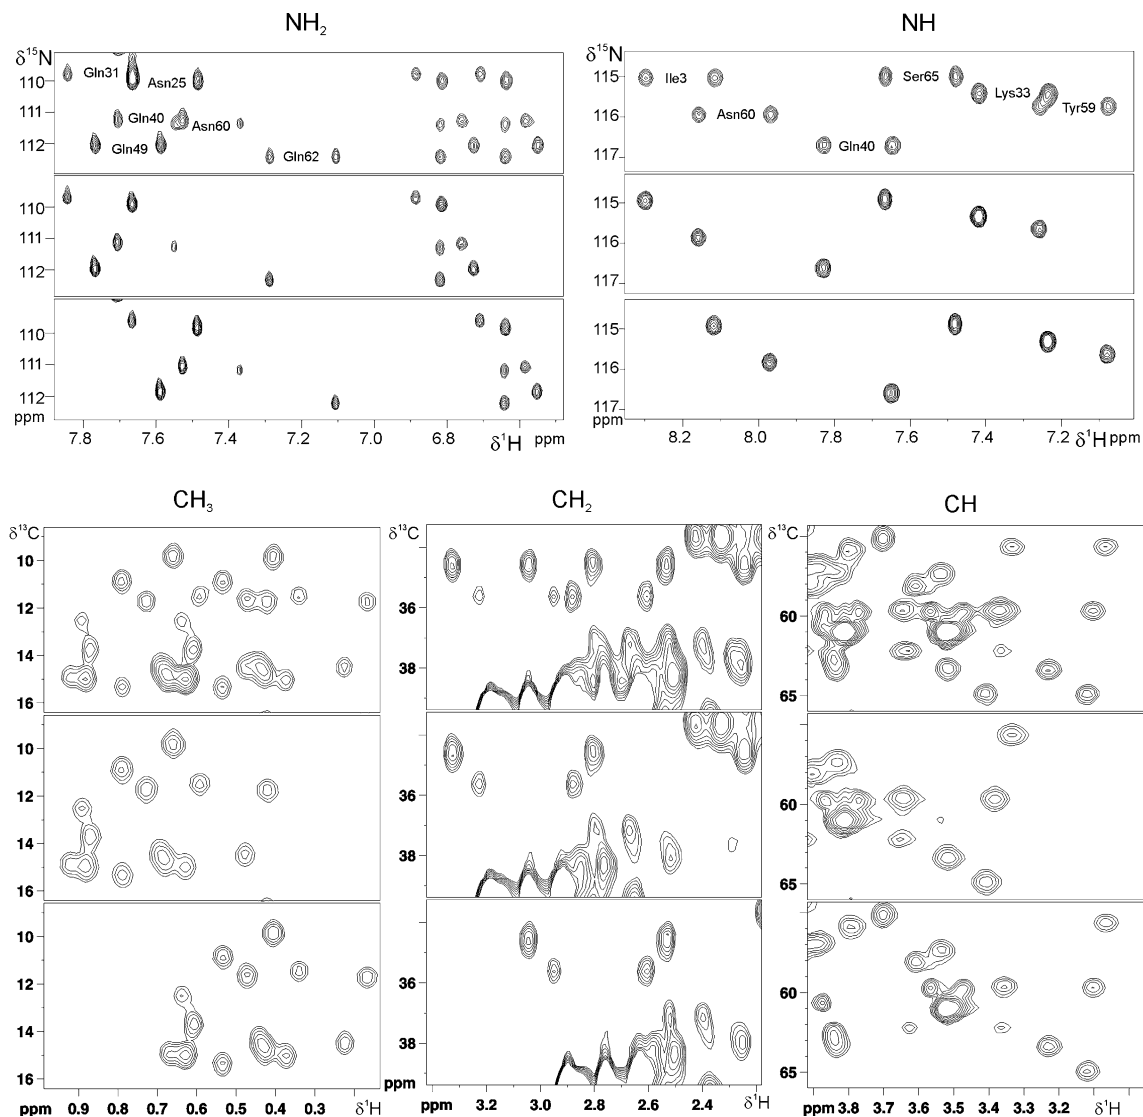 NH₂
NH
δ¹⁵N
110
111
112
Gln31
Asn25
Gln40
Asn60
Gln49
Gln62
110
111
112
110
111
112
ppm
7.8
7.6
7.4
7.2
7.0
6.8
δ¹H
ppm
δ¹⁵N
115
116
117
Ile3
Ser65
Lys33
Asn60
Tyr59
Gln40
115
116
117
115
116
117
ppm
8.2
8.0
7.8
7.6
7.4
7.2
δ¹H
ppm
CH₃
CH₂
CH
δ¹³C
10
12
14
16
10
12
14
16
10
12
14
16
ppm
0.9
0.8
0.7
0.6
0.5
0.4
0.3
δ¹H
δ¹³C
36
38
36
38
36
38
ppm
ppm
3.2
3.0
2.8
2.6
2.4
δ¹H
δ¹³C
60
65
60
65
60
65
ppm
3.8
3.7
3.6
3.5
3.4
3.3
3.2
3.1
δ¹H